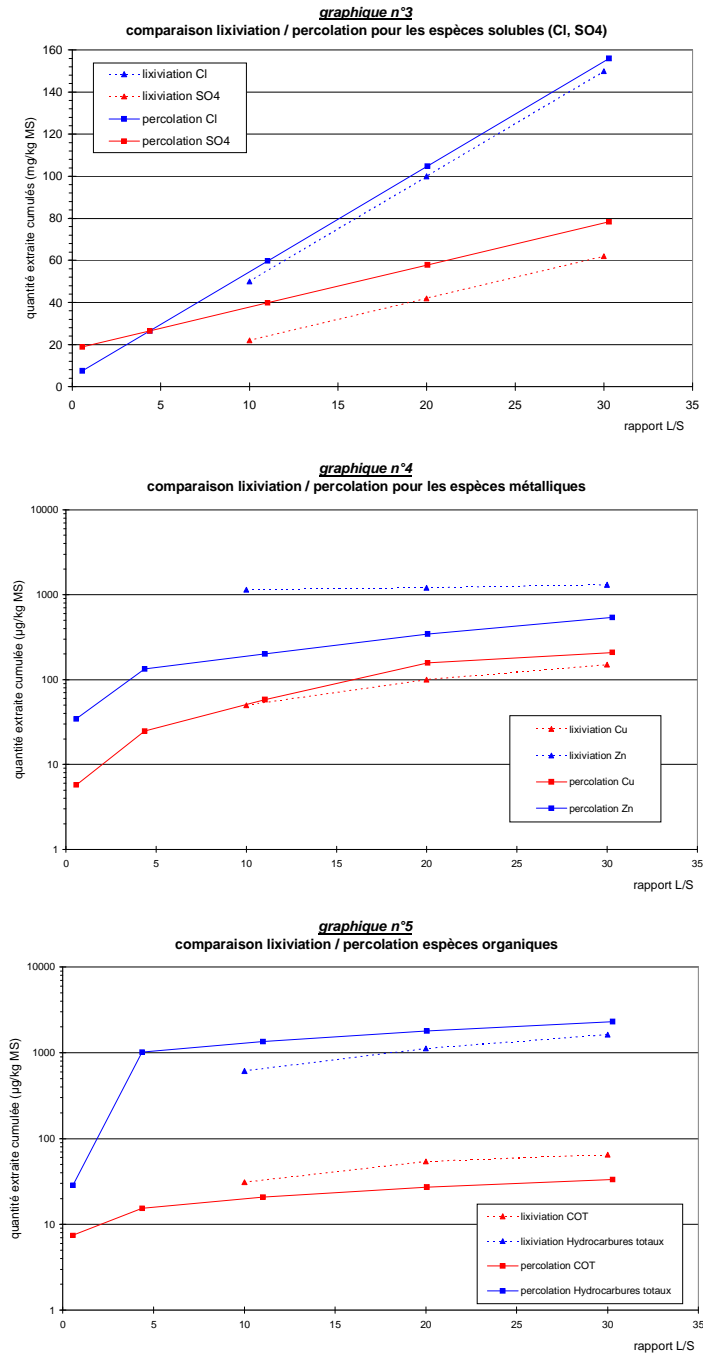 graphique n°3
comparaison lixiviation / percolation pour les espèces solubles (Cl, SO4)
quantité extraite cumulés (mg/kg MS)
160
140
120
100
80
60
40
20
0
lixiviation Cl
lixiviation SO4
percolation Cl
percolation SO4
0 5 10 15 20 25 30 35
rapport L/S
graphique n°4
comparaison lixiviation / percolation pour les espèces métalliques
quantité extraite cumulée (µg/kg MS)
10000
1000
100
10
1
lixiviation Cu
lixiviation Zn
percolation Cu
percolation Zn
0 5 10 15 20 25 30 35
rapport L/S
graphique n°5
comparaison lixiviation / percolation espèces organiques
quantité extraite cumulée (µg/kg MS)
10000
1000
100
10
1
lixiviation COT
lixiviation Hydrocarbures totaux
percolation COT
percolation Hydrocarbures totaux
0 5 10 15 20 25 30 35
rapport L/S